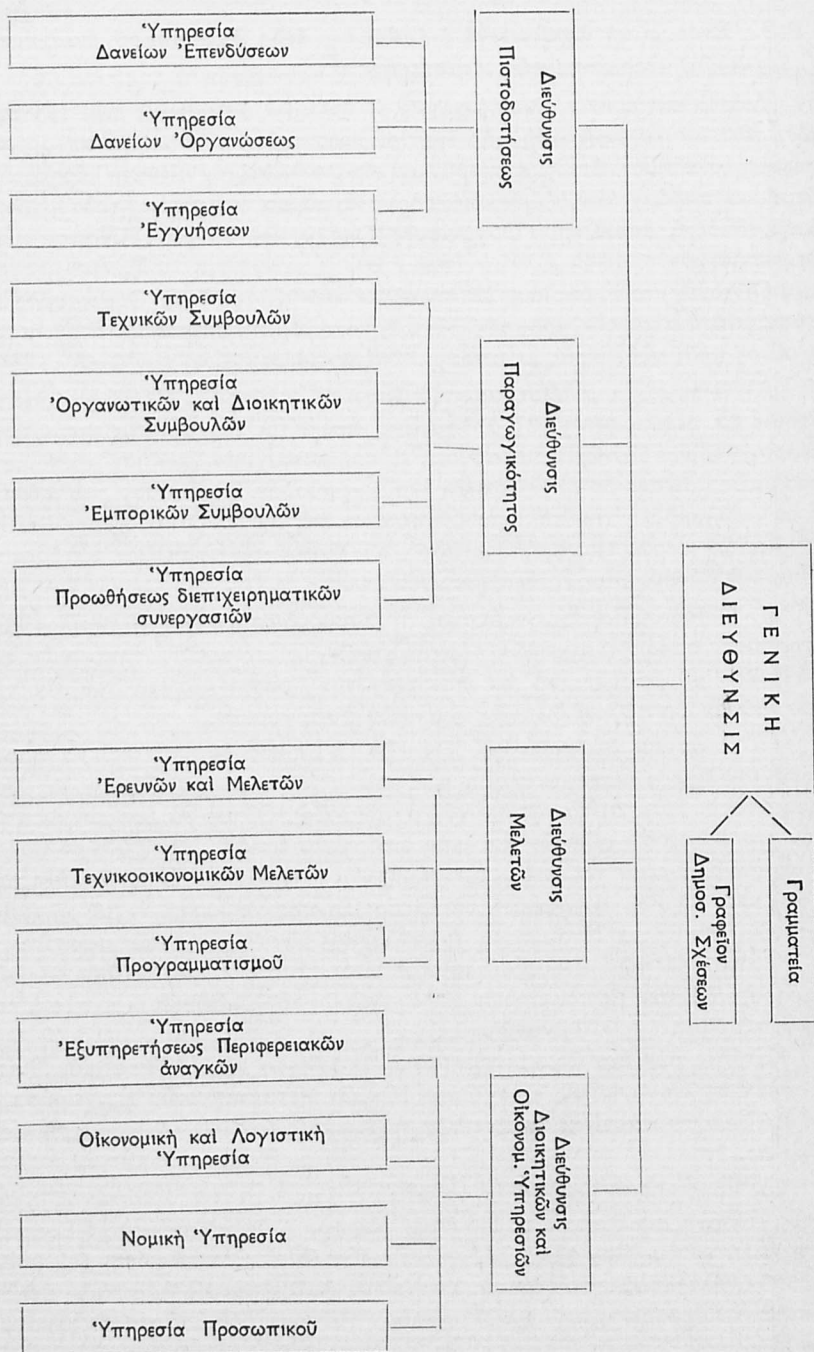 ΓΕΝΙΚΗ
ΔΙΕΥΘΥΝΣΙΣ
Γραμματεία
Γραφεῖον
Δημοσ. Σχέσεων
Διεύθυνσις
Πιστοδοτήσεως
Ὑπηρεσία
Δανείων Ἐπενδύσεων
Ὑπηρεσία
Δανείων Ὀργανώσεως
Ὑπηρεσία
Ἐγγυήσεων
Διεύθυνσις
Παραγωγικότητος
Ὑπηρεσία
Τεχνικῶν Συμβουλῶν
Ὑπηρεσία
Ὀργανωτικῶν καὶ Διοικητικῶν
Συμβουλῶν
Ὑπηρεσία
Ἐμπορικῶν Συμβουλῶν
Ὑπηρεσία
Προωθήσεως διεπιχειρηματικῶν
συνεργασιῶν
Διεύθυνσις
Μελετῶν
Ὑπηρεσία
Ἐρευνῶν καὶ Μελετῶν
Ὑπηρεσία
Τεχνικοοικονομικῶν Μελετῶν
Ὑπηρεσία
Προγραμματισμοῦ
Διεύθυνσις
Διοικητικῶν καὶ
Οἰκονομ. Ὑπηρεσιῶν
Ὑπηρεσία
Ἐξυπηρετήσεως Περιφερειακῶν
ἀναγκῶν
Οἰκονομικὴ καὶ Λογιστικὴ
Ὑπηρεσία
Νομικὴ Ὑπηρεσία
Ὑπηρεσία Προσωπικοῦ